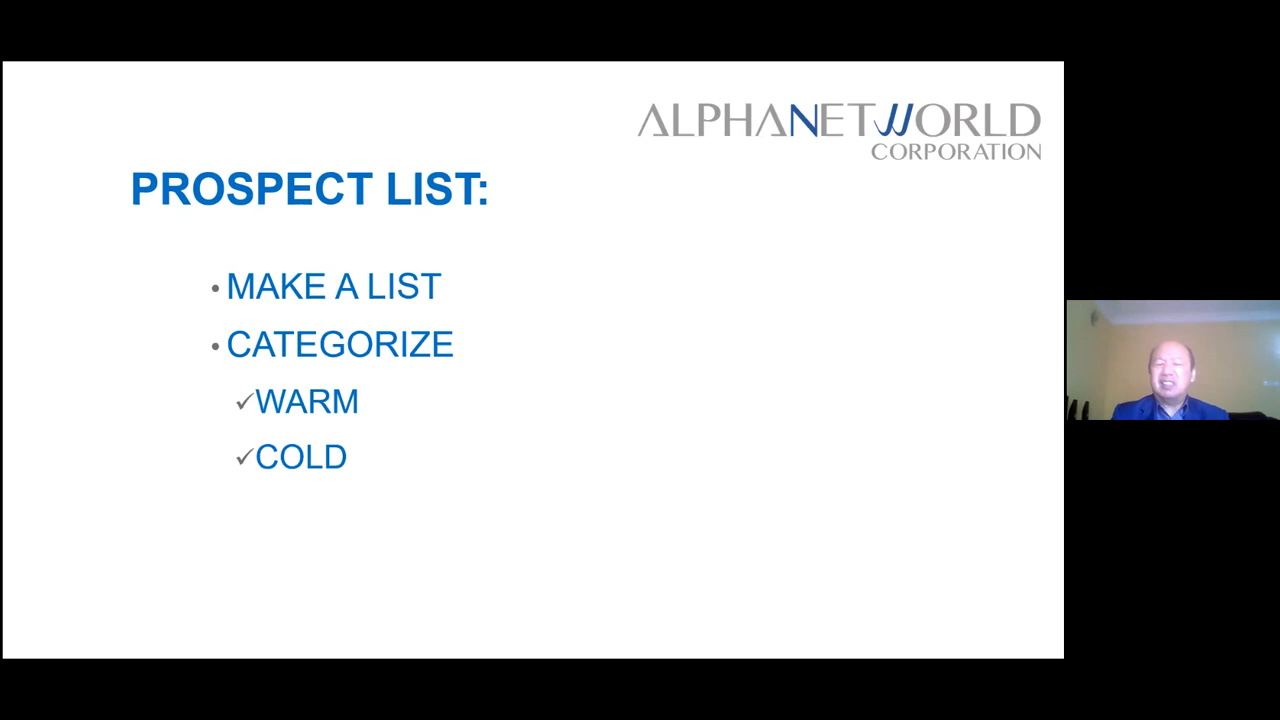 ALPHANETWORLD
CORPORATION
PROSPECT LIST:
• MAKE A LIST
• CATEGORIZE
✓WARM
✓COLD